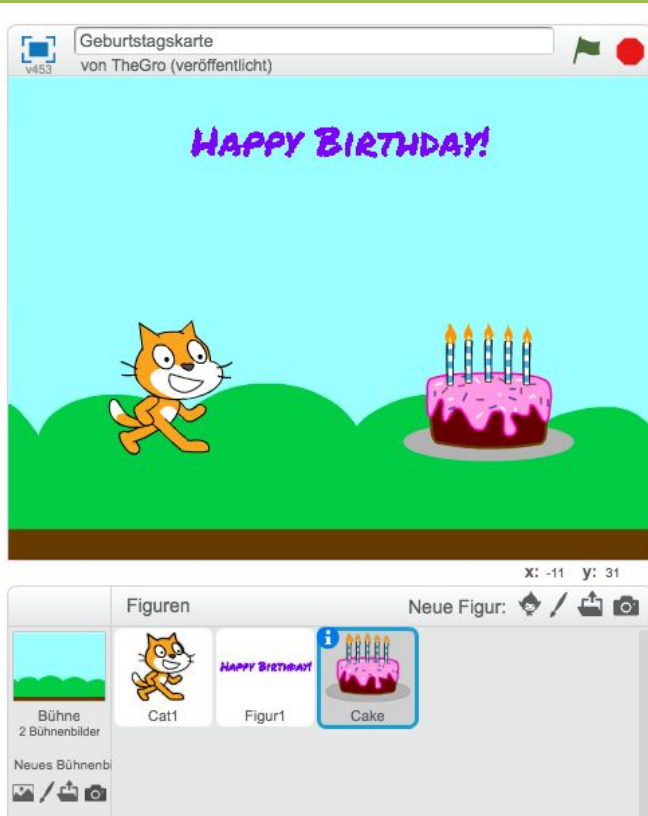 Geburtstagskarte
v453
von TheGro (veröffentlicht)
HAPPY BIRTHDAY!
x: -11 y: 31
Figuren
Neue Figur:
HAPPY BIRTHDAY!
Cat1
Figur1
Cake
Bühne
2 Bühnenbilder
Neues Bühnenbi